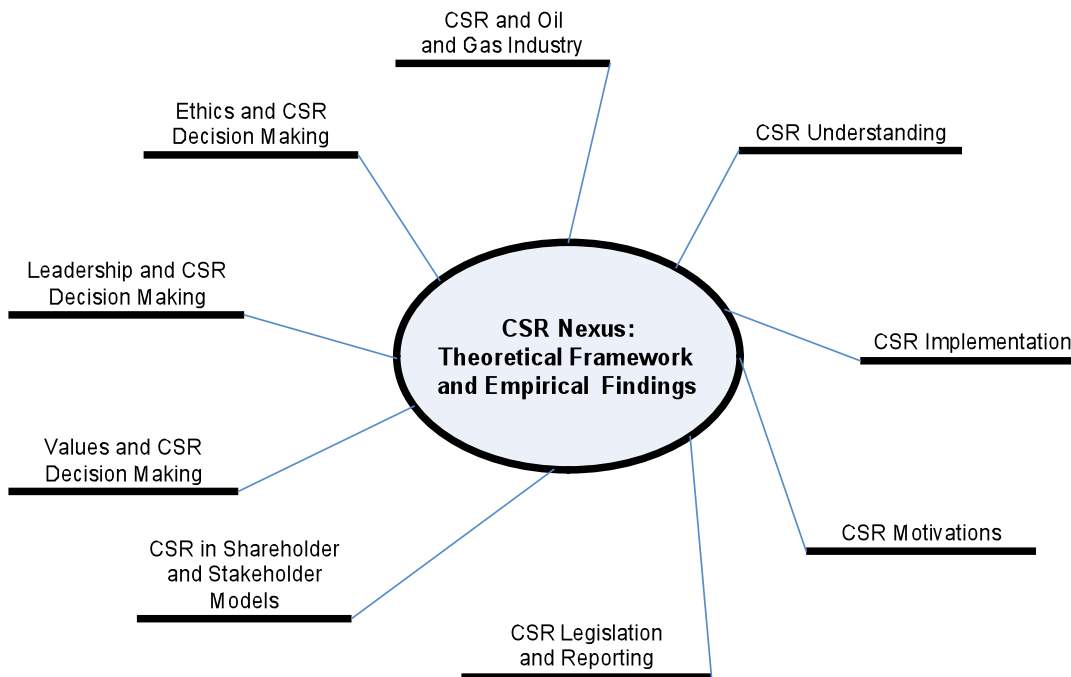 CSR and Oil
and Gas Industry
Ethics and CSR
Decision Making
CSR Understanding
Leadership and CSR
Decision Making
CSR Nexus:
Theoretical Framework
and Empirical Findings
CSR Implementation
Values and CSR
Decision Making
CSR in Shareholder
and Stakeholder
Models
CSR Motivations
CSR Legislation
and Reporting